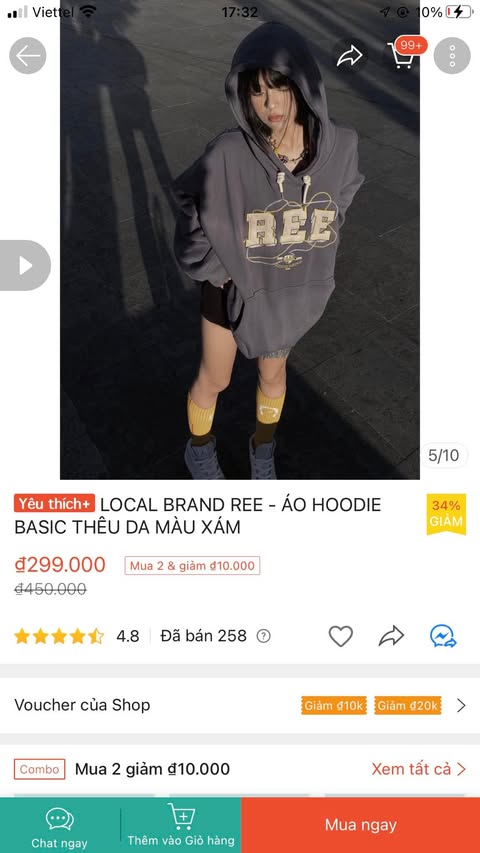 Viettel
17:32
10%
99+
REE
5/10
Yêu thích+ LOCAL BRAND REE - ÁO HOODIE
BASIC THÊU DA MÀU XÁM
34%
GIẢM
₫299.000
Mua 2 & giảm ₫10.000
₫450.000
4.8
Đã bán 258
?
Voucher của Shop
Giảm ₫10k
Giảm ₫20k
Combo
Mua 2 giảm ₫10.000
Xem tất cả
Chat ngay
Thêm vào Giỏ hàng
Mua ngay